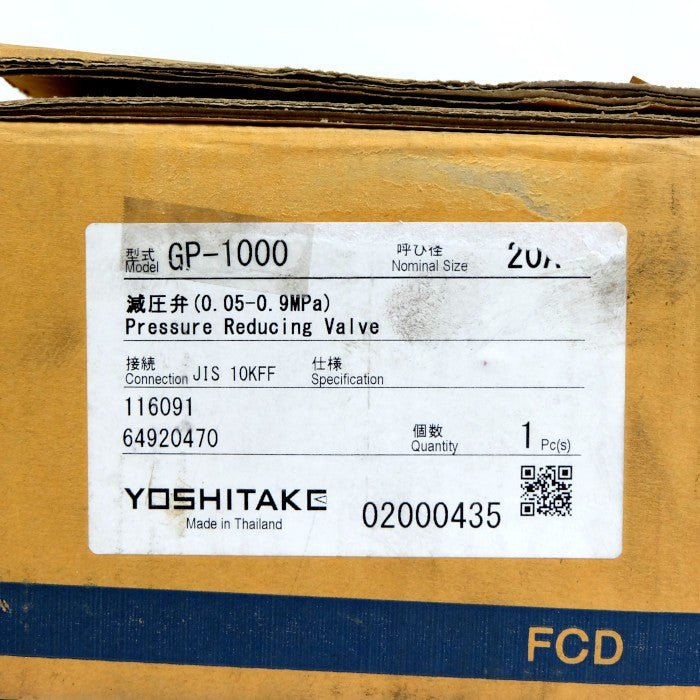 型式 Model GP-1000 呼び径 Nominal Size 20A
減圧弁(0.05-0.9MPa)
Pressure Reducing Valve
接続 Connection JIS 10KFF 仕様 Specification
116091
64920470 個数 Quantity 1 Pc(s)
YOSHITAKE
Made in Thailand 02000435
FCD